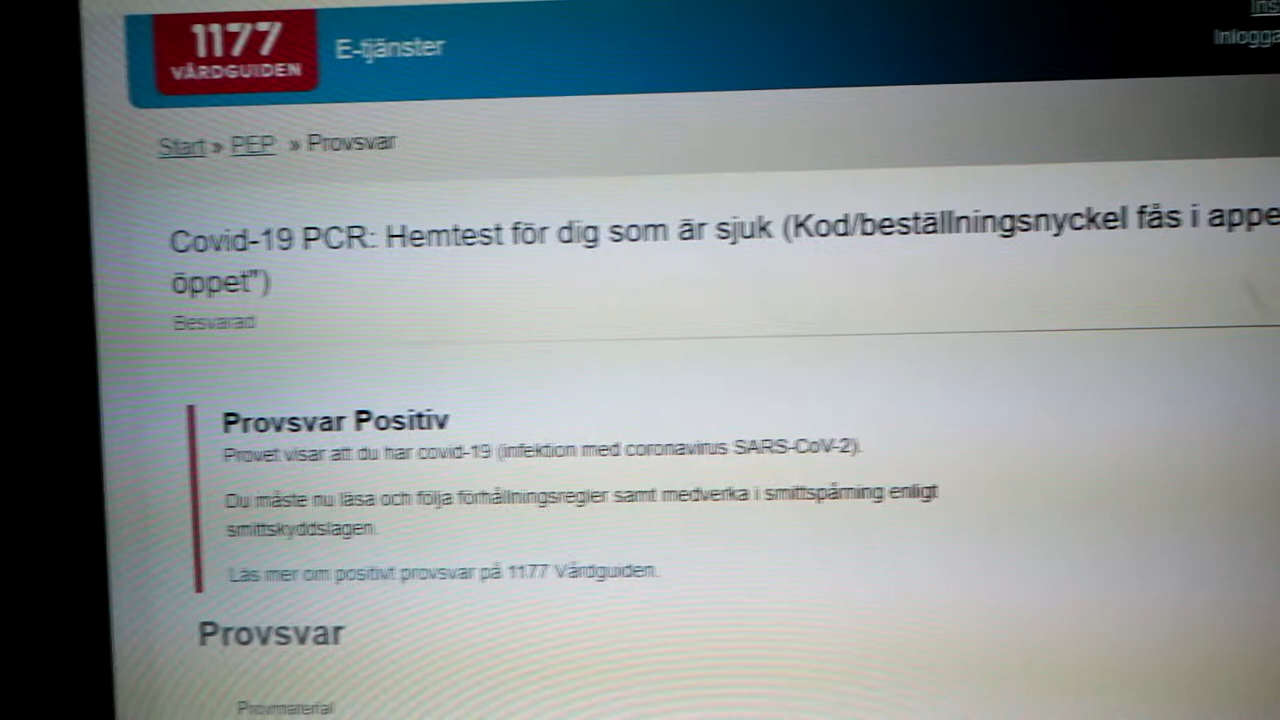 1177
VÅRDGUIDEN
E-tjänster
Ins
Inlogga
Start » PEP » Provsvar
Covid-19 PCR: Hemtest för dig som är sjuk (Kod/beställningsnyckel fås i appe
öppet")
Besvarad
Provsvar Positiv
Provet visar att du har covid-19 (infektion med coronavirus SARS-CoV-2).
Du måste nu läsa och följa förhållningsregler samt medverka i smittspårning enligt
smittskyddslagen.
Läs mer om positivt provsvar på 1177 Vårdguiden.
Provsvar
Provmaterial